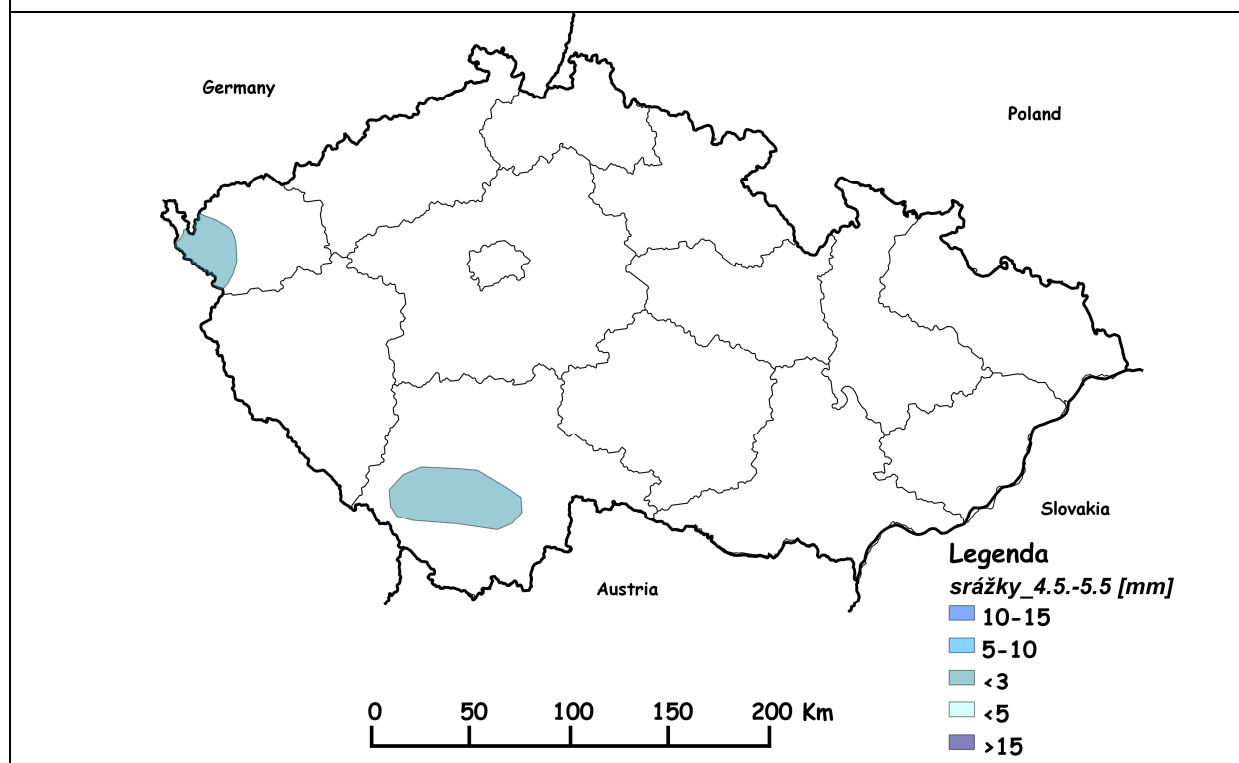 Germany
Poland
Slovakia
Austria
Legenda
srážky_4.5.-5.5 [mm]
10-15
5-10
<3
<5
>15
0 50 100 150 200 Km